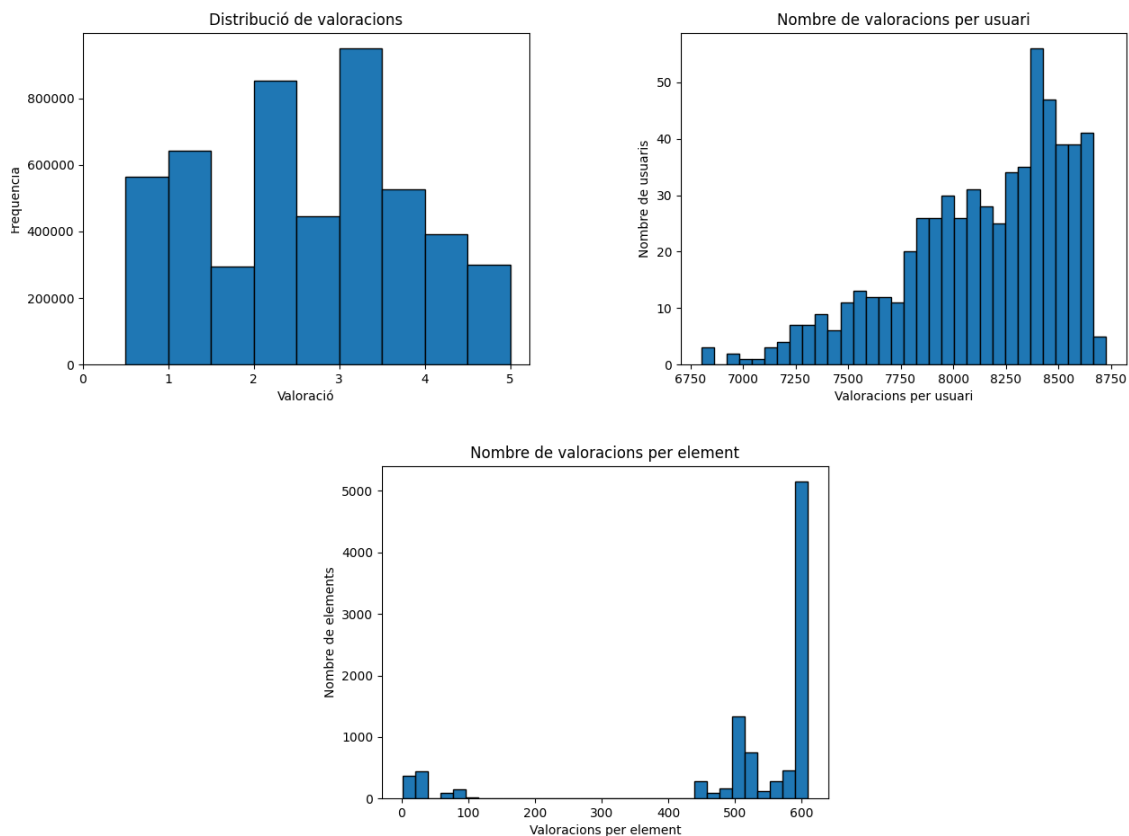 Distribució de valoracions
800000
600000
400000
200000
0
Frequencia
0 1 2 3 4 5
Valoració
Nombre de valoracions per usuari
50
40
30
20
10
0
Nombre de usuaris
6750 7000 7250 7500 7750 8000 8250 8500 8750
Valoracions per usuari
Nombre de valoracions per element
5000
4000
3000
2000
1000
0
Nombre de elements
0 100 200 300 400 500 600
Valoracions per element